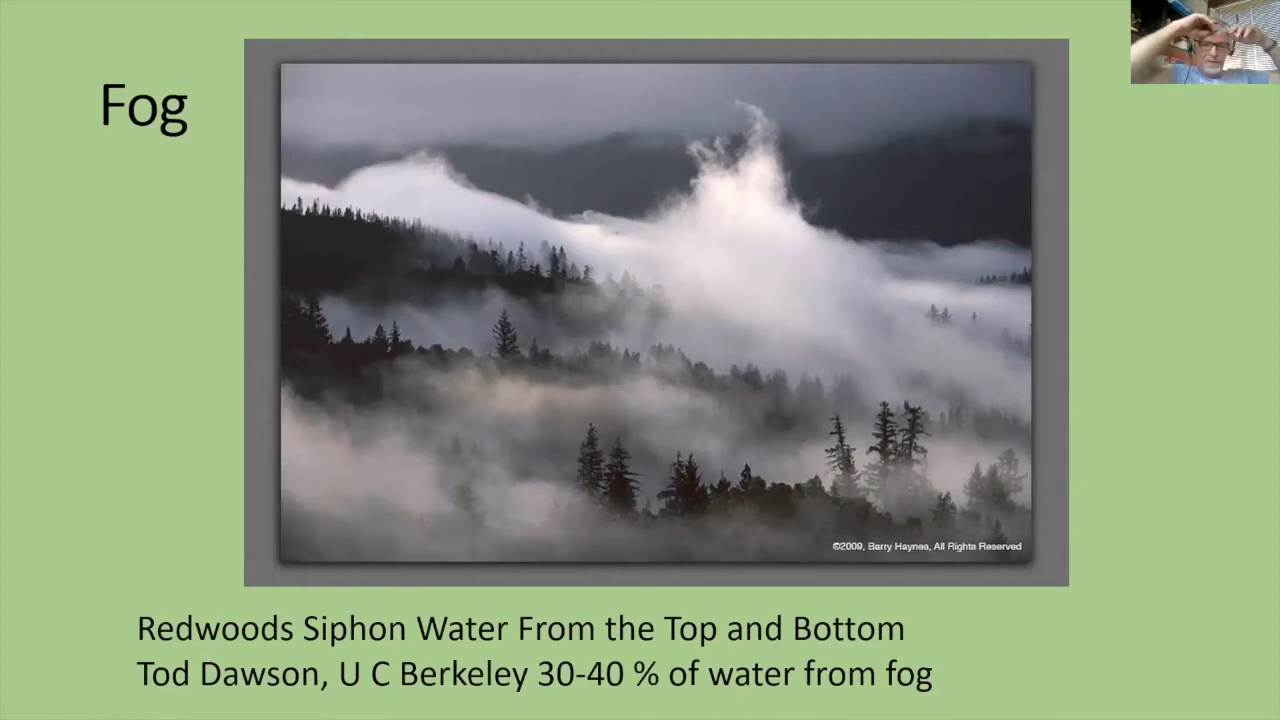 Fog
©2009, Barry Haynes, All Rights Reserved
Redwoods Siphon Water From the Top and Bottom
Tod Dawson, U C Berkeley 30-40 % of water from fog